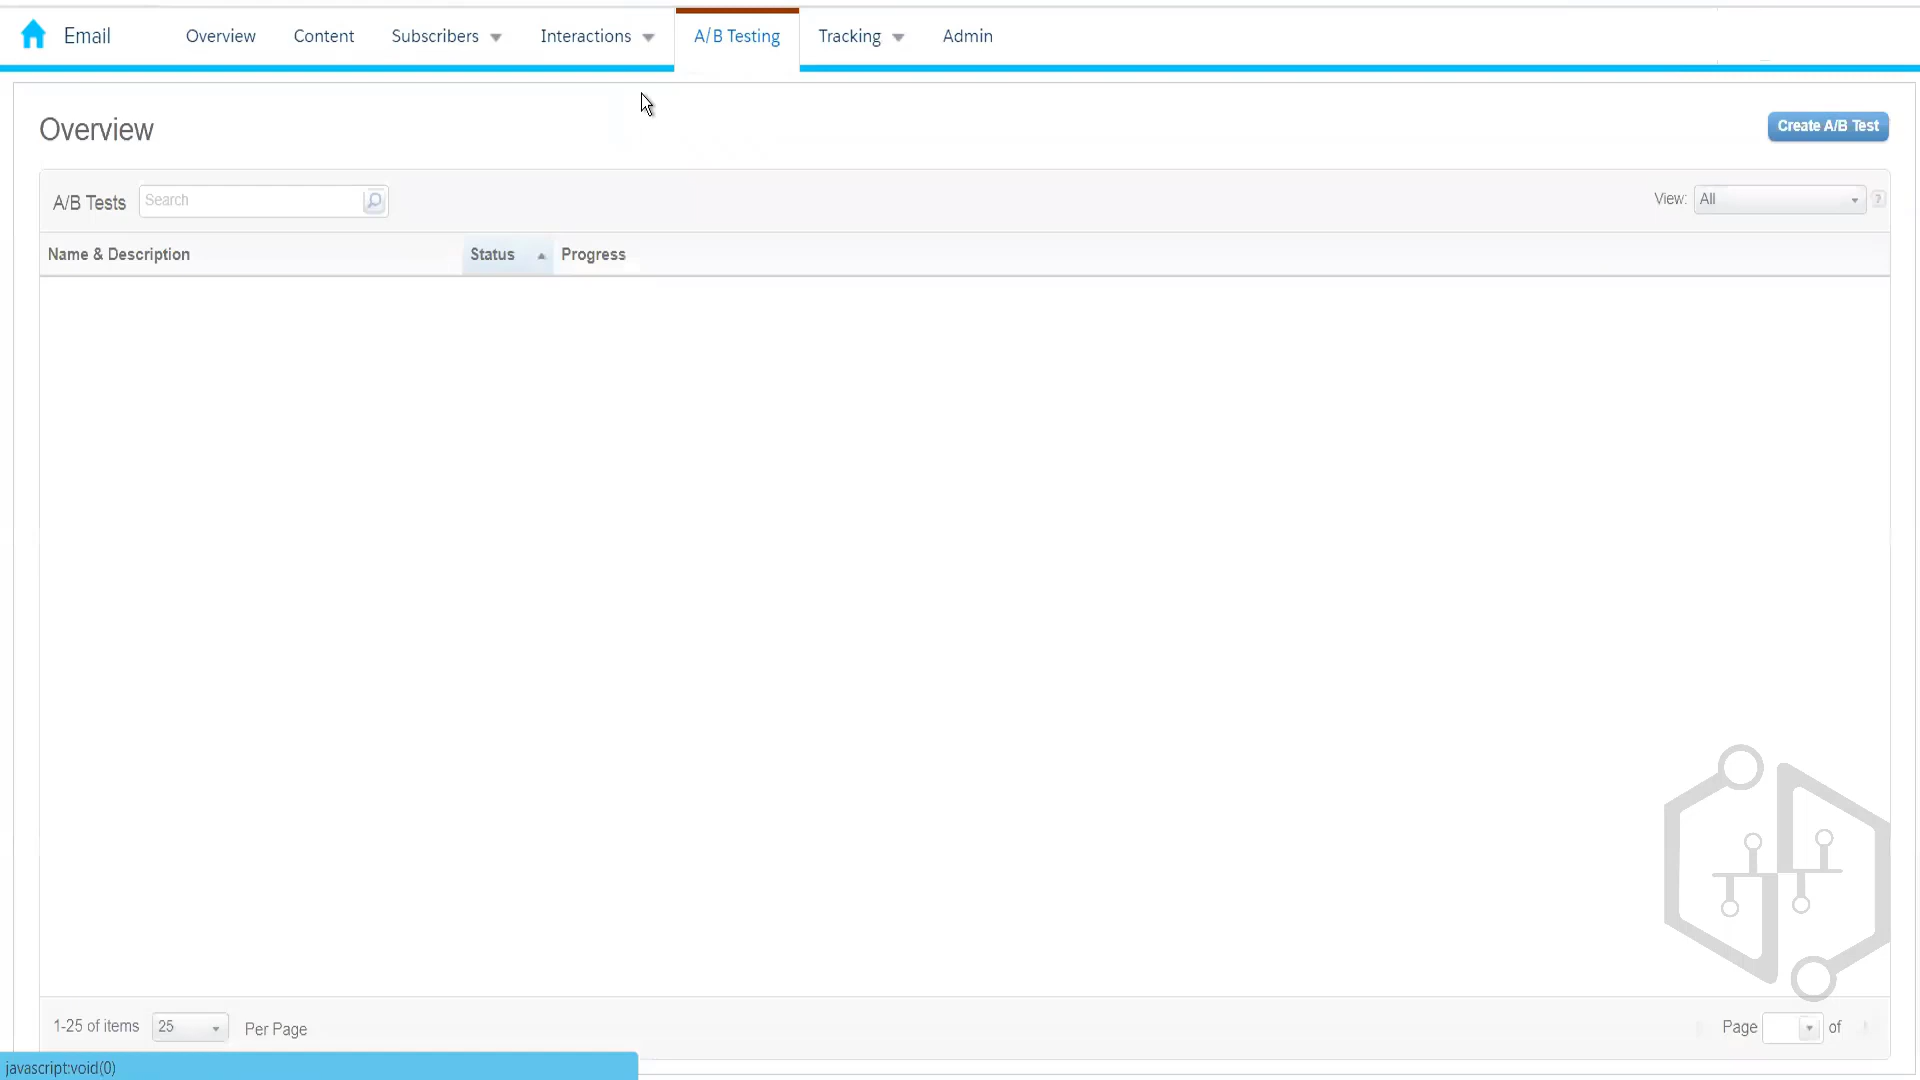 Email Overview Content Subscribers Interactions A/B Testing Tracking Admin
Overview
Create A/B Test
A/B Tests Search View: All ?
Name & Description Status Progress
1-25 of items 25 Per Page Page of
javascript:void(0)